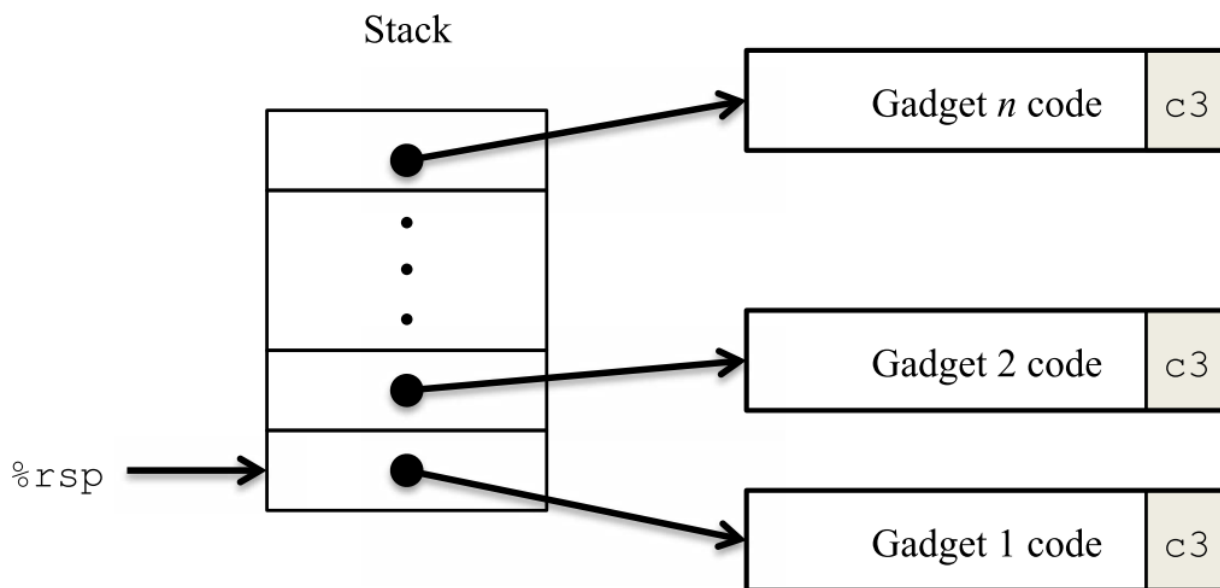 Stack
Gadget n code c3
Gadget 2 code c3
%rsp
Gadget 1 code c3